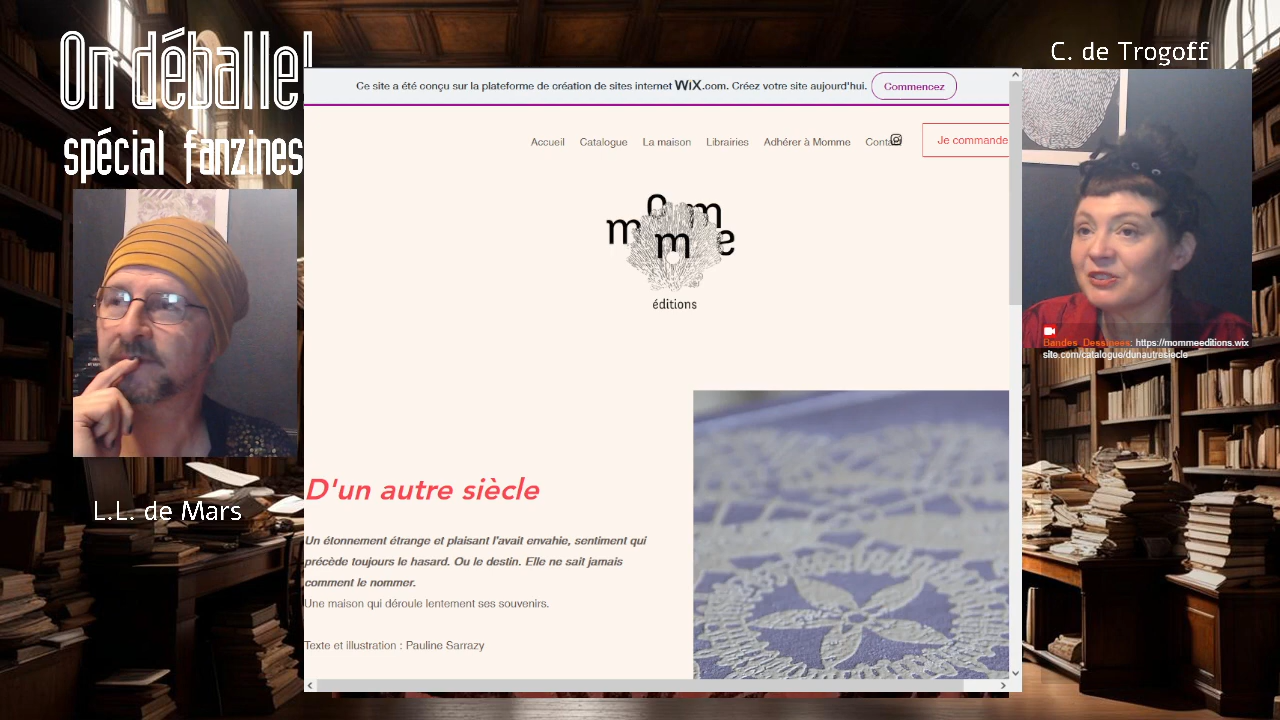 On déballe!
spécial fanzines
C. de Trogoff
Ce site a été conçu sur la plateforme de création de sites internet WiX.com. Créez votre site aujourd'hui.
Commencez
Accueil
Catalogue
La maison
Librairies
Adhérer à Momme
Conta
Je commande
momme
éditions
Bandes_Dessinees: https://mommeeditions.wix
site.com/catalogue/dunautresiecle
D'un autre siècle
L.L. de Mars
Un étonnement étrange et plaisant l'avait envahie, sentiment qui
précède toujours le hasard. Ou le destin. Elle ne saît jamais
comment le nommer.
Une maison qui déroule lentement ses souvenirs.
Texte et illustration : Pauline Sarrazy